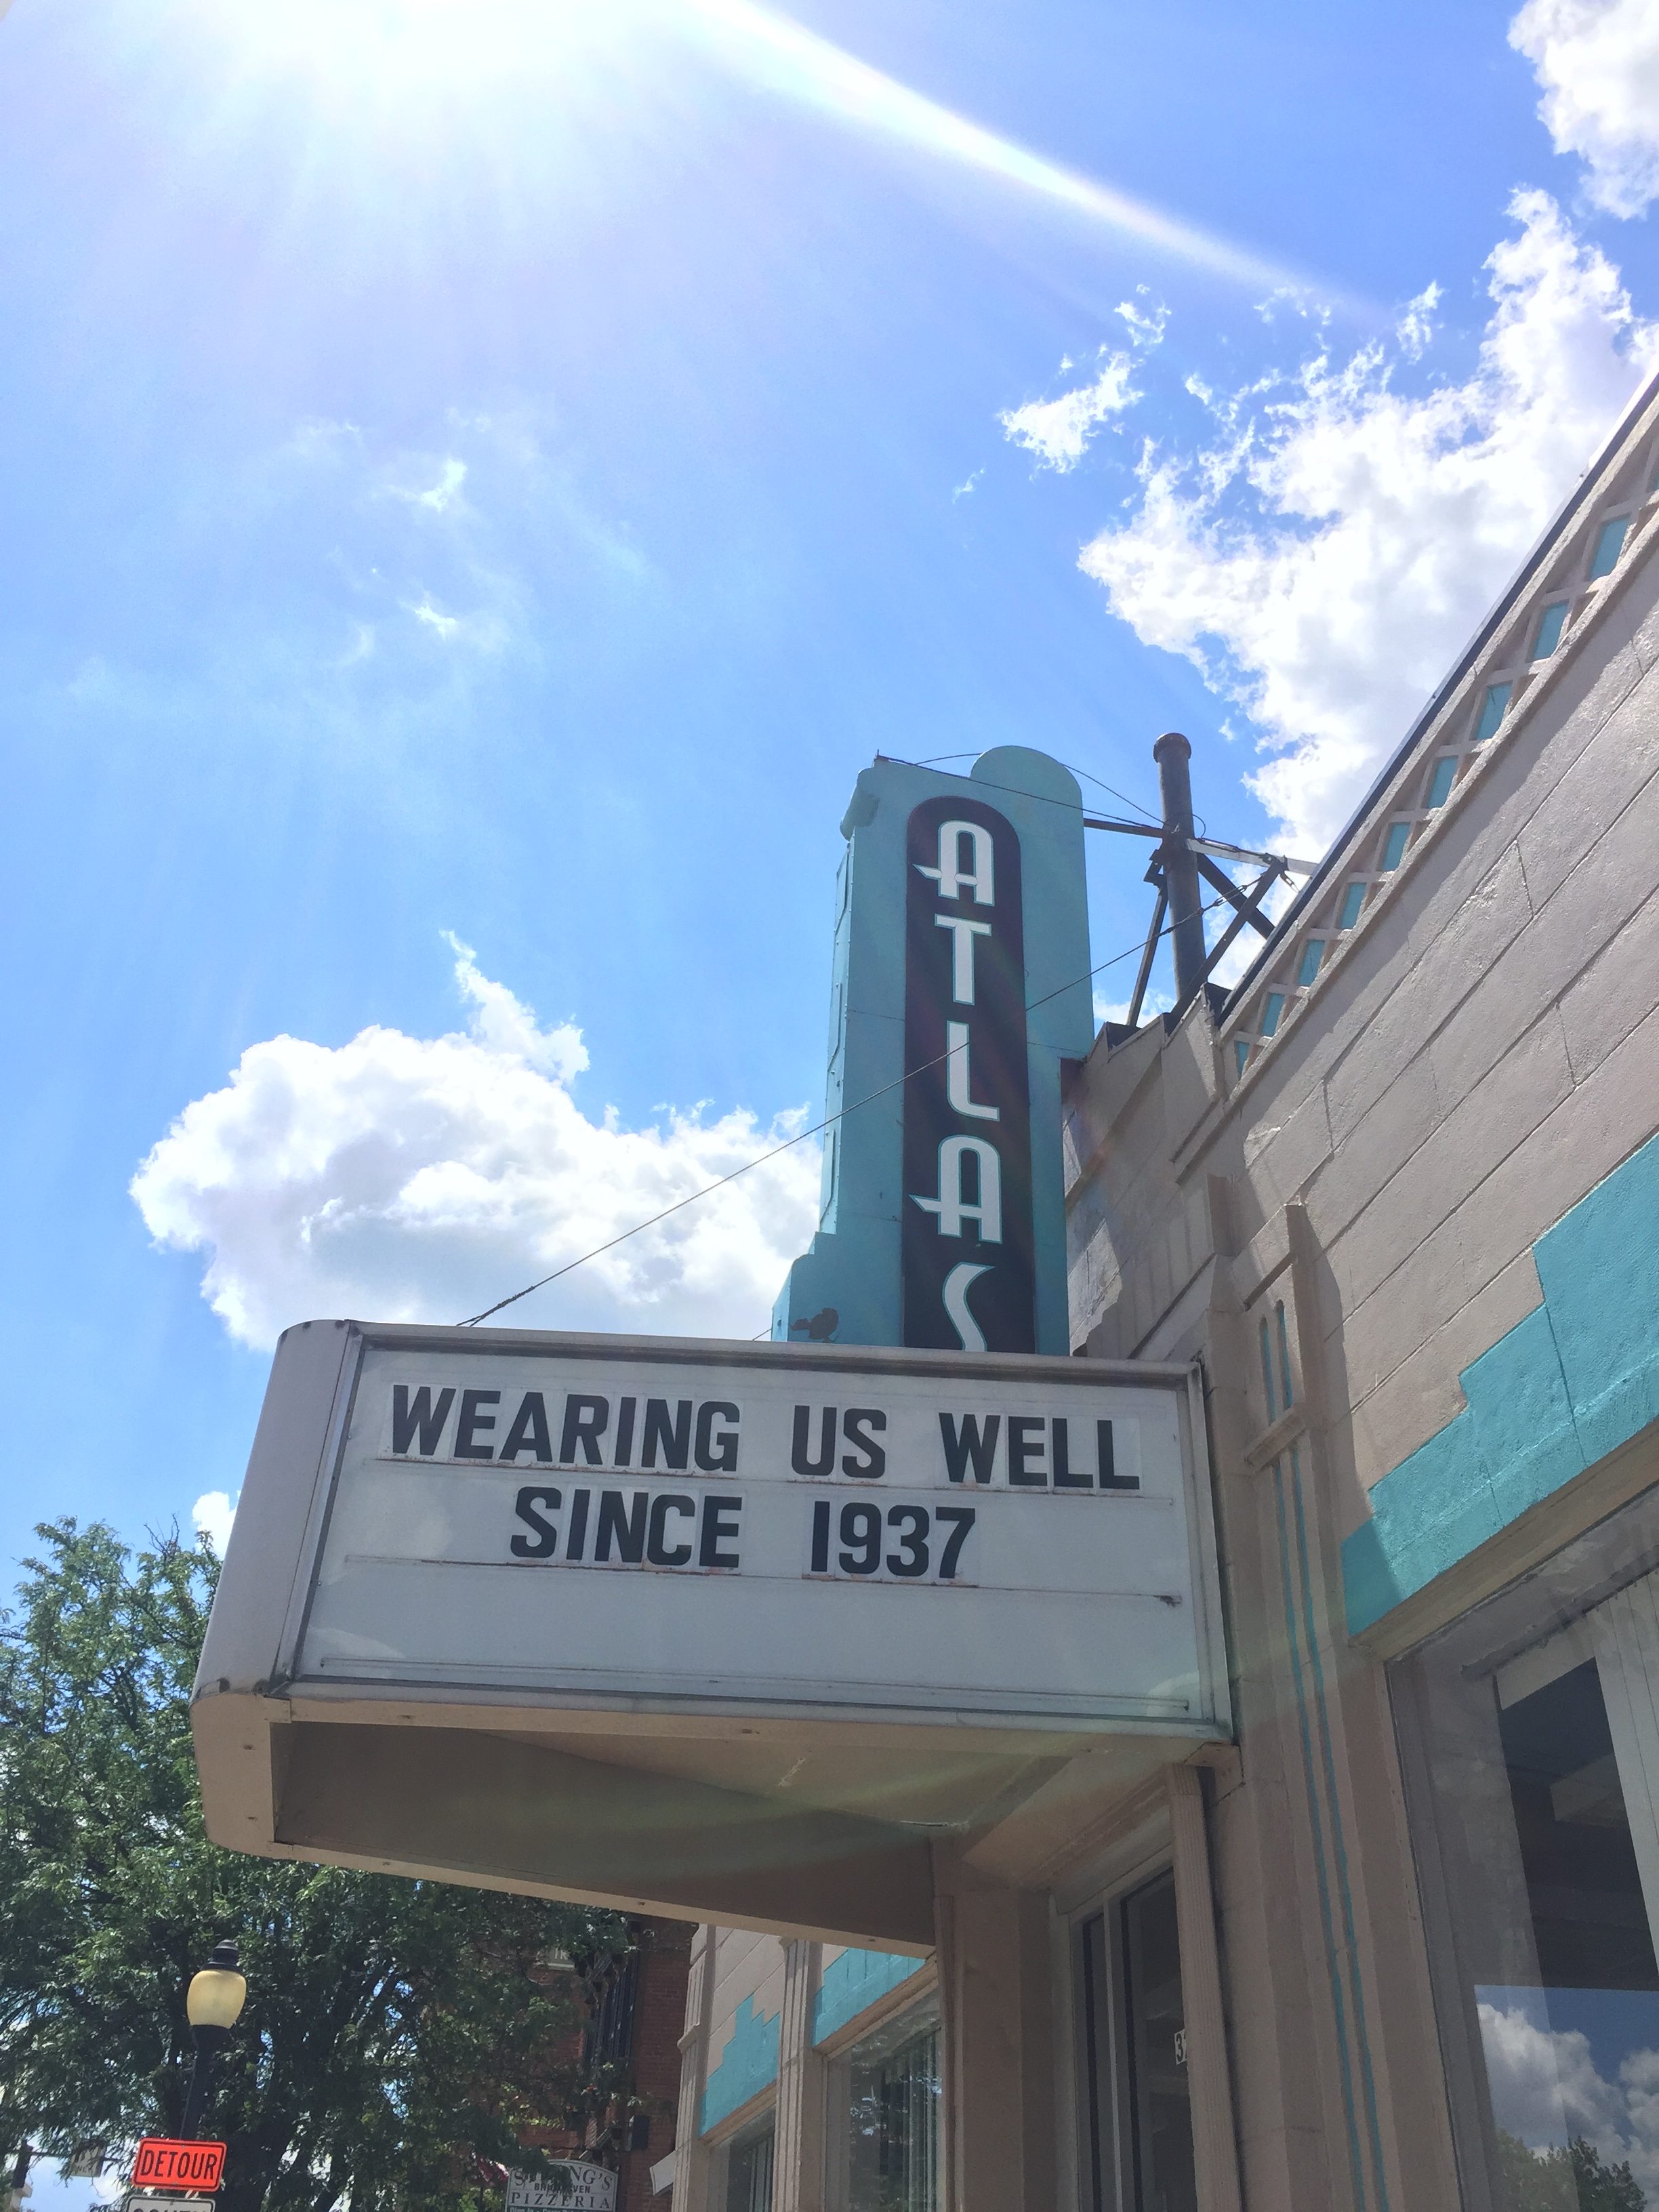 ATLAS
WEARING US WELL
SINCE 1937
DETOUR
PIZZERIA